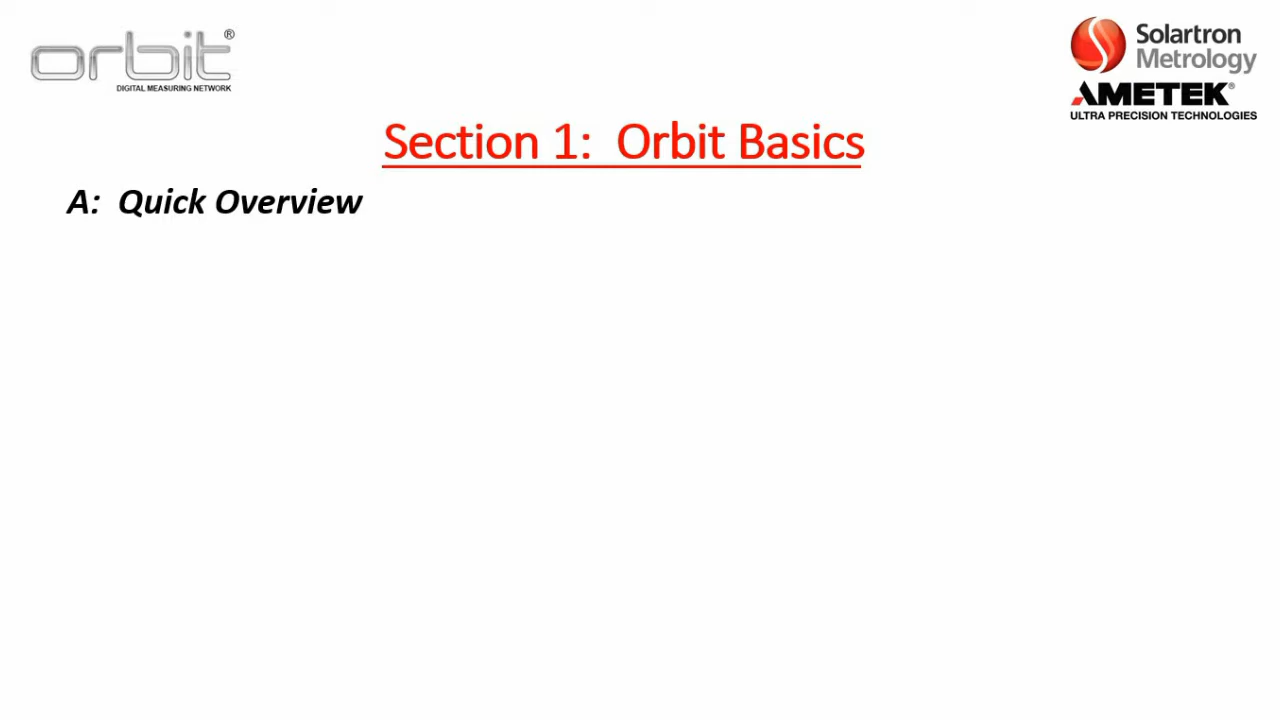 orbit®
DIGITAL MEASURING NETWORK
Solartron
Metrology
AMETEK®
ULTRA PRECISION TECHNOLOGIES
Section 1:  Orbit Basics
A:  Quick Overview